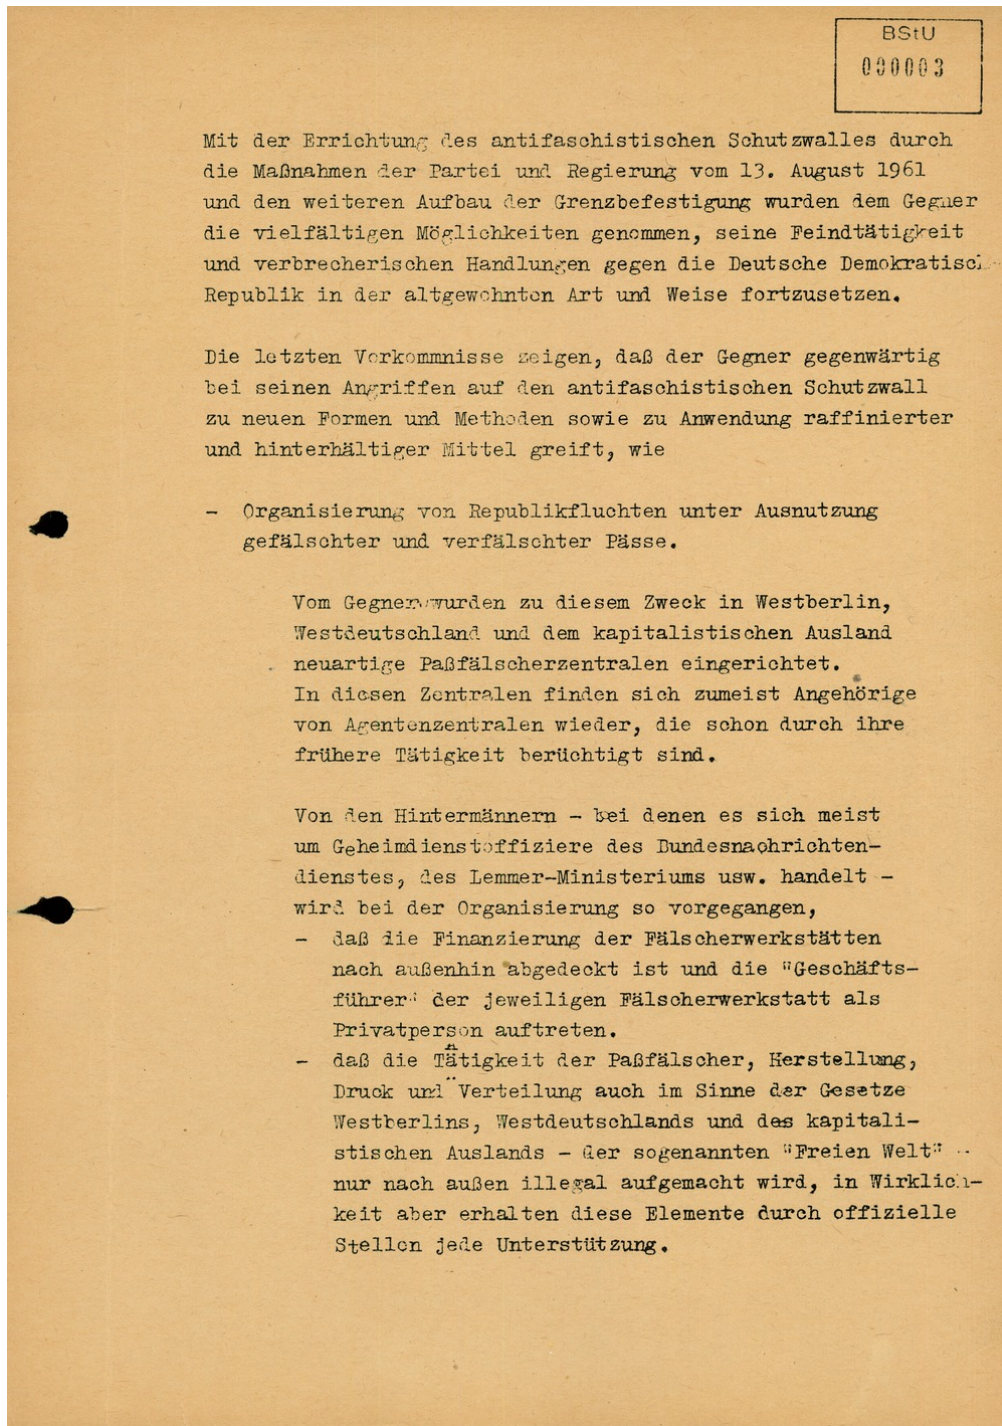 BStU
000003
Mit der Errichtung des antifaschistischen Schutzwalles durch
die Maßnahmen der Partei und Regierung vom 13. August 1961
und den weiteren Aufbau der Grenzbefestigung wurden dem Gegner
die vielfältigen Möglichkeiten genommen, seine Feindtätigkeit
und verbrecherischen Handlungen gegen die Deutsche Demokratisch
Republik in der altgewohnten Art und Weise fortzusetzen.
Die letzten Vorkommnisse zeigen, daß der Gegner gegenwärtig
bei seinen Angriffen auf den antifaschistischen Schutzwall
zu neuen Formen und Methoden sowie zu Anwendung raffinierter
und hinterhältiger Mittel greift, wie
- Organisierung von Republikfluchten unter Ausnutzung
gefälschter und verfälschter Pässe.
Vom Gegner wurden zu diesem Zweck in Westberlin,
Westdeutschland und dem kapitalistischen Ausland
neuartige Paßfälscherzentralen eingerichtet.
In diesen Zentralen finden sich zumeist Angehörige
von Agentenzentralen wieder, die schon durch ihre
frühere Tätigkeit berüchtigt sind.
Von den Hintermännern - bei denen es sich meist
um Geheimdienstoffiziere des Bundesnachrichten-
dienstes, des Lemmer-Ministeriums usw. handelt -
wird bei der Organisierung so vorgegangen,
- daß die Finanzierung der Fälscherwerkstätten
nach außenhin abgedeckt ist und die "Geschäfts-
führer" der jeweiligen Fälscherwerkstatt als
Privatperson auftreten.
- daß die Tätigkeit der Paßfälscher, Herstellung,
Druck und Verteilung auch im Sinne der Gesetze
Westberlins, Westdeutschlands und des kapitali-
stischen Auslands - der sogenannten "Freien Welt" -
nur nach außen illegal aufgemacht wird, in Wirklich-
keit aber erhalten diese Elemente durch offizielle
Stellen jede Unterstützung.